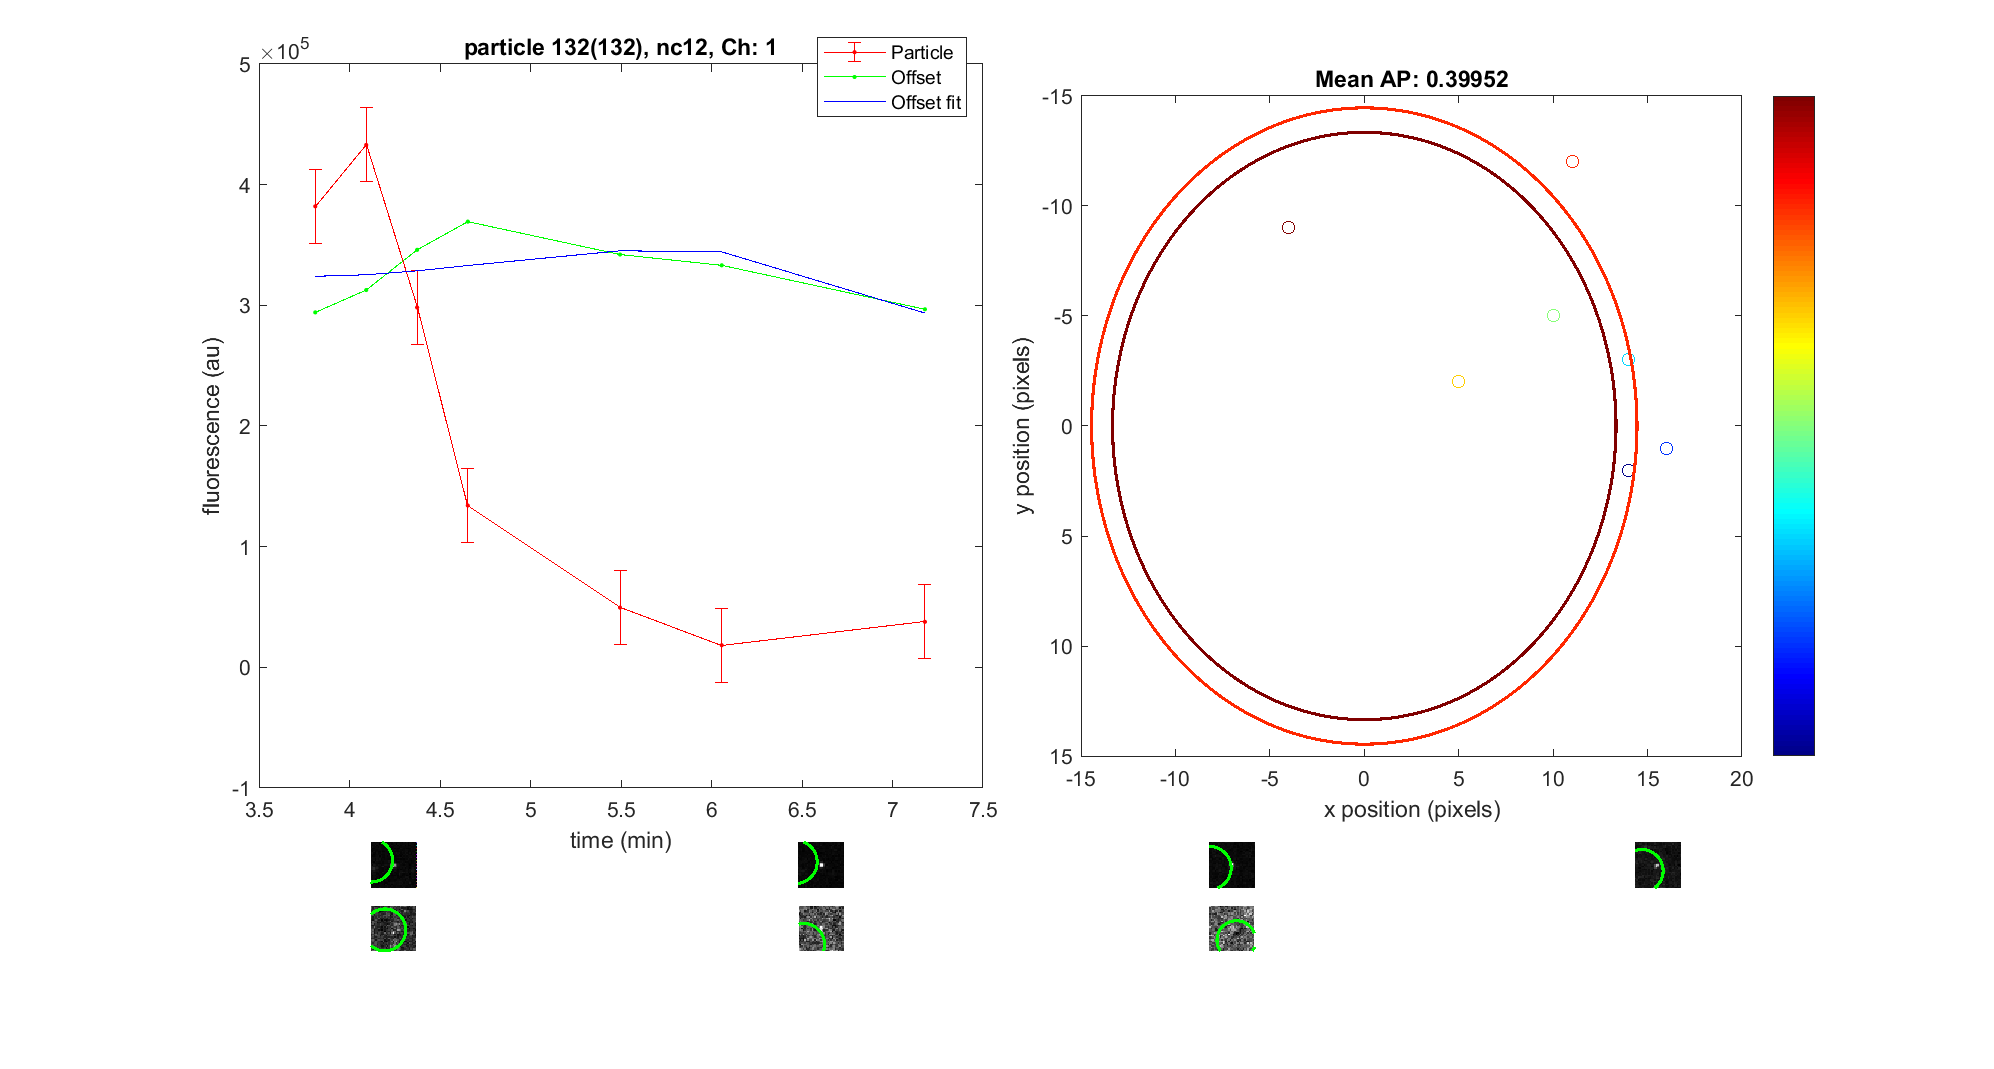 particle 132(132), nc12, Ch: 1
×10^5
Particle
Offset
Offset fit
5
4
3
2
1
0
-1
fluorescence (au)
3.5 4 4.5 5 5.5 6 6.5 7 7.5
time (min)
Mean AP: 0.39952
-15
-10
-5
0
5
10
15
y position (pixels)
-15 -10 -5 0 5 10 15 20
x position (pixels)